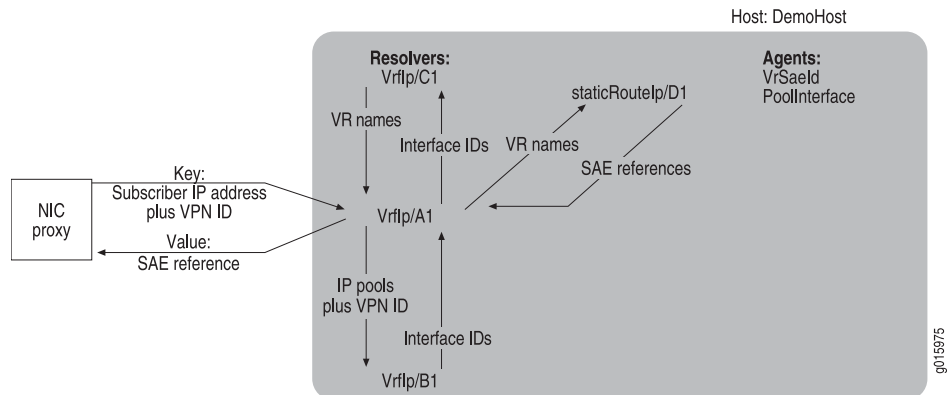 Host: DemoHost
Resolvers:
VrfIp/C1
Agents:
VrSaeId
PoolInterface
staticRouteIp/D1
VR names
Interface IDs
VR names
SAE references
Key:
Subscriber IP address
plus VPN ID
NIC
proxy
VrfIp/A1
Value:
SAE reference
IP pools
plus VPN ID
Interface IDs
VrfIp/B1
g015975